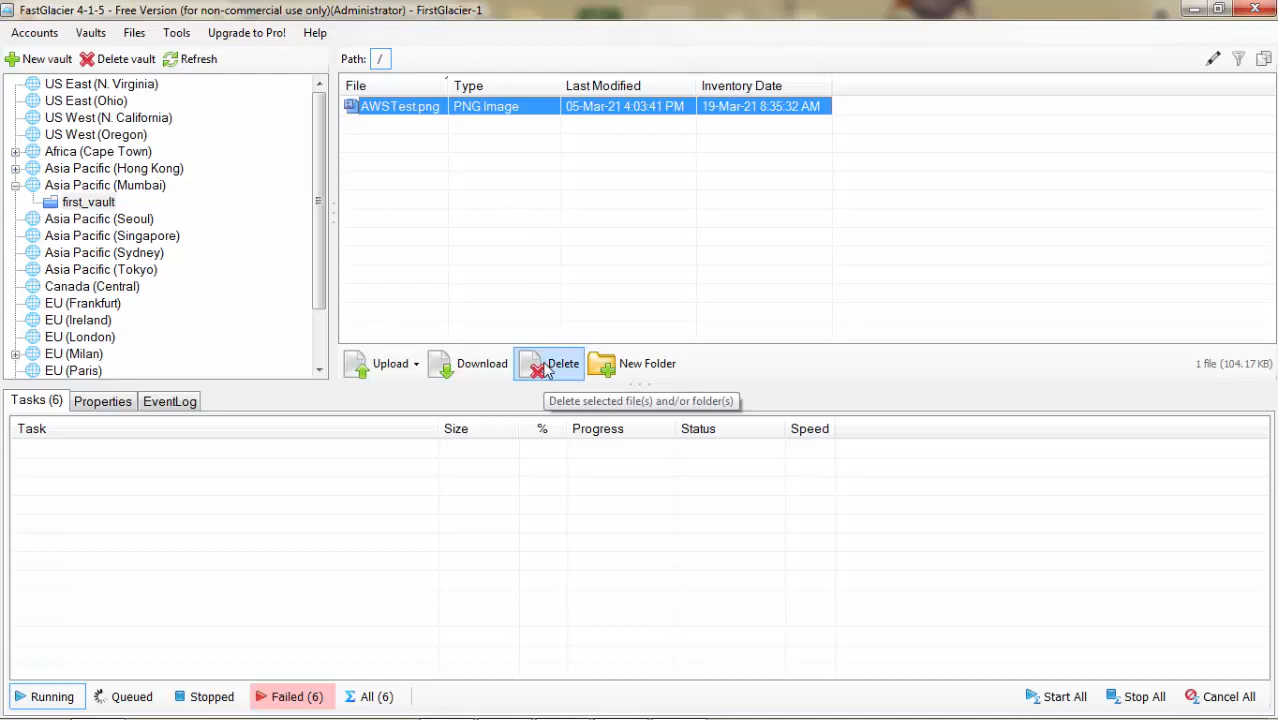 FastGlacier 4-1-5 - Free Version (for non-commercial use only)(Administrator) - FirstGlacier-1
Accounts Vaults Files Tools Upgrade to Pro! Help
New vault Delete vault Refresh
Path: /
US East (N. Virginia)
US East (Ohio)
US West (N. California)
US West (Oregon)
Africa (Cape Town)
Asia Pacific (Hong Kong)
Asia Pacific (Mumbai)
first_vault
Asia Pacific (Seoul)
Asia Pacific (Singapore)
Asia Pacific (Sydney)
Asia Pacific (Tokyo)
Canada (Central)
EU (Frankfurt)
EU (Ireland)
EU (London)
EU (Milan)
EU (Paris)
File Type Last Modified Inventory Date
AWSTest.png PNG Image 05-Mar-21 4:03:41 PM 19-Mar-21 8:35:32 AM
Upload Download Delete New Folder 1 file (104.17KB)
Delete selected file(s) and/or folder(s)
Tasks (6) Properties EventLog
Task Size % Progress Status Speed
Running Queued Stopped Failed (6) All (6) Start All Stop All Cancel All